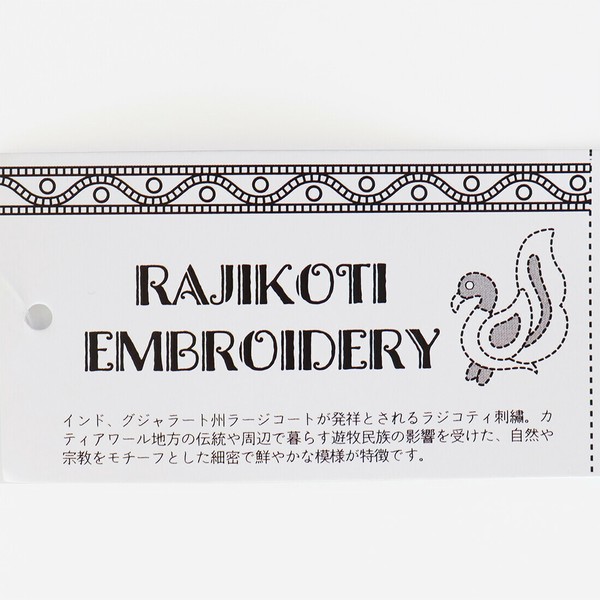 RAJIKOTI
EMBROIDERY
インド、グジャラート州ラージコートが発祥とされるラジコティ刺繍。カ
ティアワール地方の伝統や周辺で暮らす遊牧民族の影響を受けた、自然や
宗教をモチーフとした細密で鮮やかな模様が特徴です。